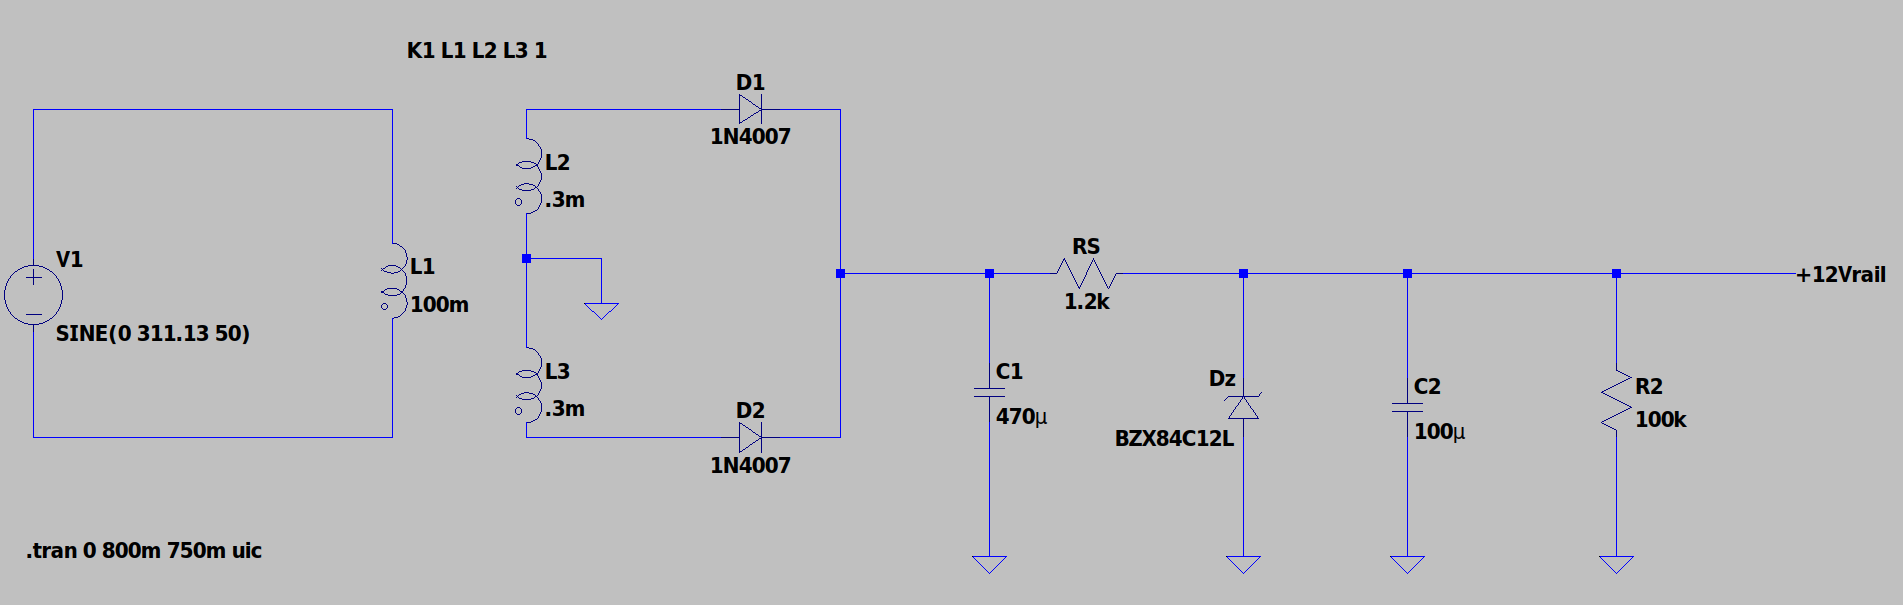 K1 L1 L2 L3 1
D1
1N4007
L2
.3m
V1
SINE(0 311.13 50)
L1
100m
RS
1.2k
+12Vrail
L3
.3m
D2
1N4007
C1
470µ
Dz
BZX84C12L
C2
100µ
R2
100k
.tran 0 800m 750m uic